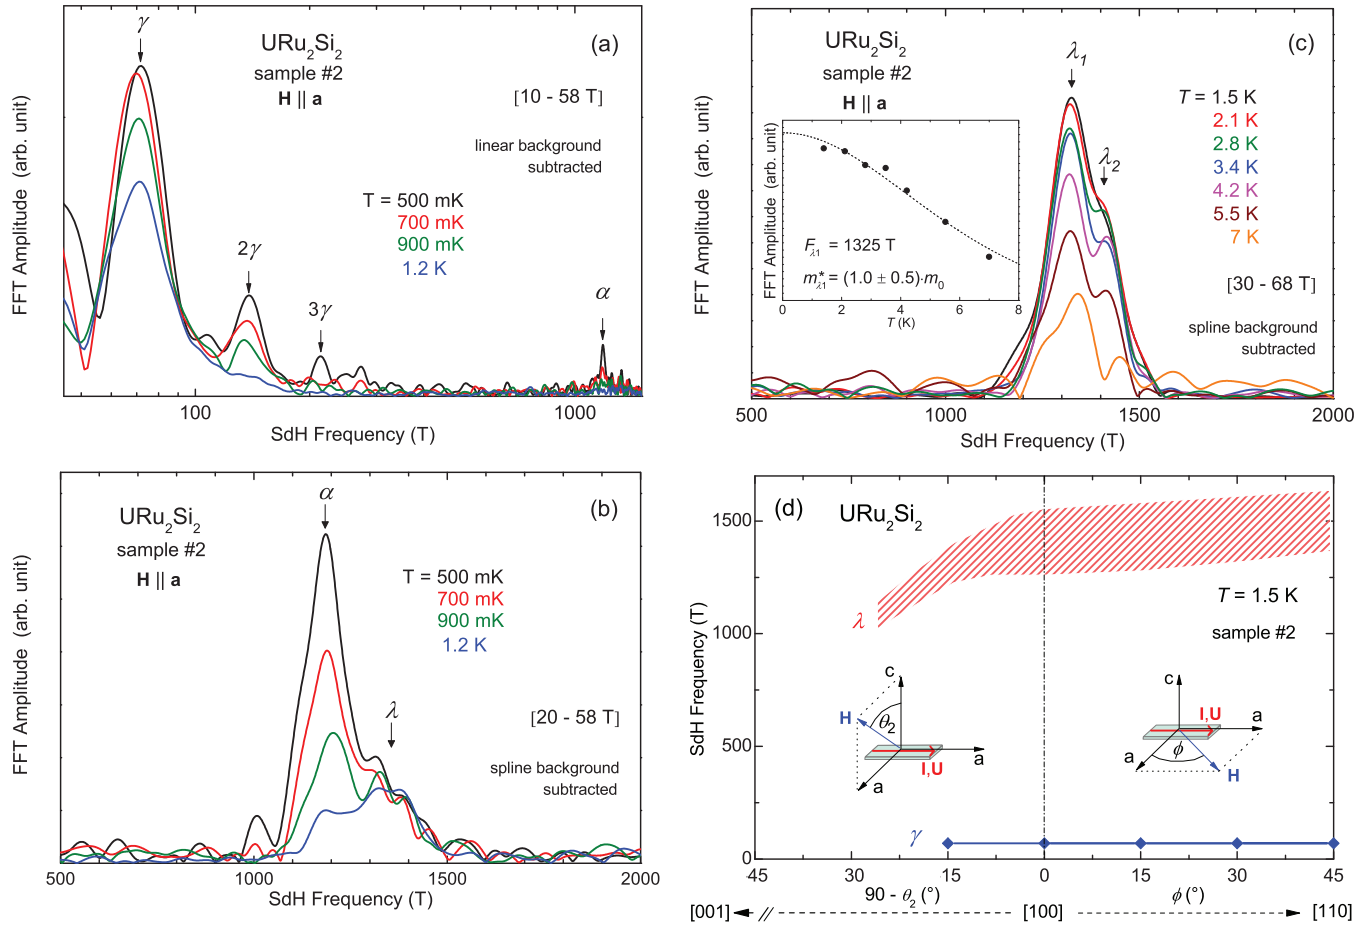 (a)
γ
URu2Si2
sample #2
H || a
[10 - 58 T]
linear background
subtracted
T = 500 mK
700 mK
900 mK
1.2 K
2γ
3γ
α
FFT Amplitude (arb. unit)
100
1000
SdH Frequency (T)
(b)
α
URu2Si2
sample #2
H || a
T = 500 mK
700 mK
900 mK
1.2 K
λ
[20 - 58 T]
spline background
subtracted
FFT Amplitude (arb. unit)
500
1000
1500
2000
SdH Frequency (T)
(c)
URu2Si2
sample #2
H || a
λ1
λ2
T = 1.5 K
2.1 K
2.8 K
3.4 K
4.2 K
5.5 K
7 K
[30 - 68 T]
spline background
subtracted
FFT Amplitude (arb. unit)
Fλ1 = 1325 T
m*λ1 = (1.0 ± 0.5)·m0
0
2
4
6
8
T (K)
FFT Amplitude (arb. unit)
500
1000
1500
2000
SdH Frequency (T)
(d)
URu2Si2
T = 1.5 K
sample #2
λ
γ
c
H
θ2
I,U
a
a
c
I,U
a
a
ϕ
H
SdH Frequency (T)
1500
1000
500
0
45
30
15
0
15
30
45
90 - θ2 (°)
ϕ (°)
[001]
[100]
[110]